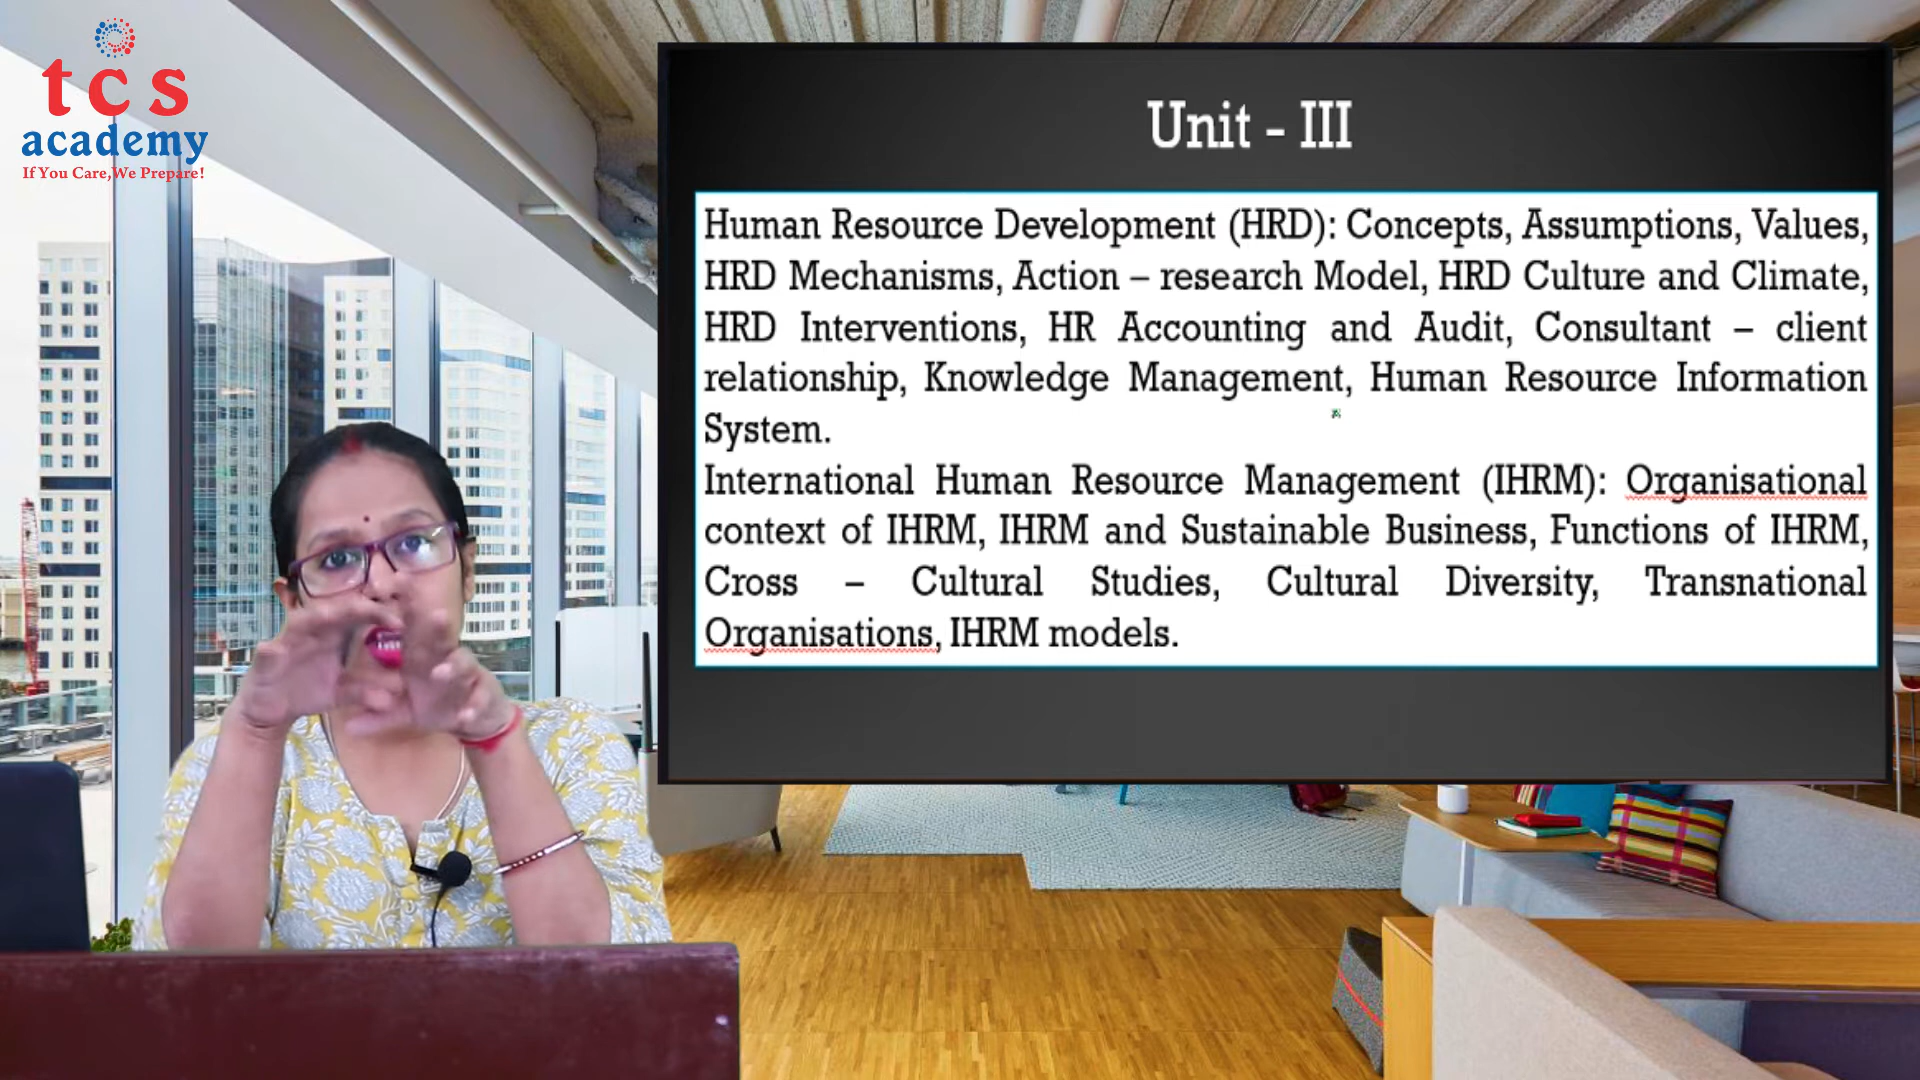 tcs
academy
If You Care,We Prepare!
Unit – III
Human Resource Development (HRD): Concepts, Assumptions, Values,
HRD Mechanisms, Action – research Model, HRD Culture and Climate,
HRD Interventions, HR Accounting and Audit, Consultant – client
relationship, Knowledge Management, Human Resource Information
System.
International Human Resource Management (IHRM): Organisational
context of IHRM, IHRM and Sustainable Business, Functions of IHRM,
Cross – Cultural Studies, Cultural Diversity, Transnational
Organisations, IHRM models.